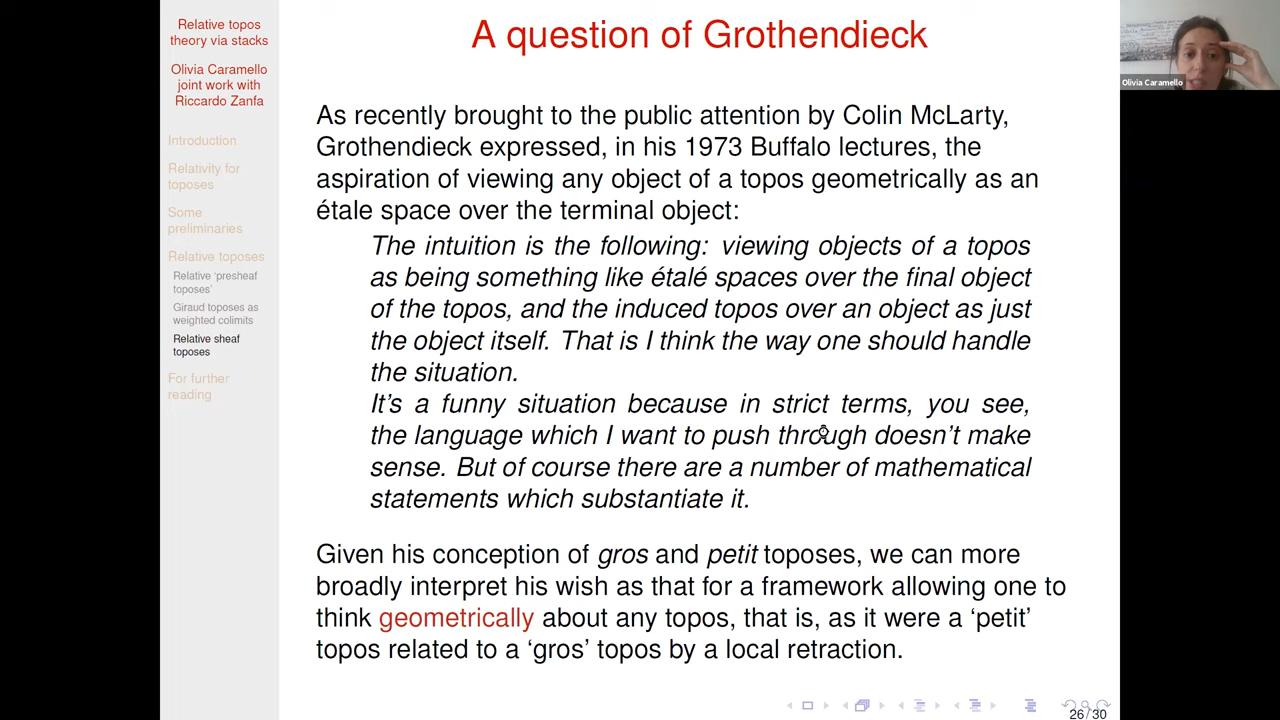 Relative topos
theory via stacks
Olivia Caramello
joint work with
Riccardo Zanfa
Introduction
Relativity for
toposes
Some
preliminaries
Relative toposes
Relative ‘presheaf
toposes’
Giraud toposes as
weighted colimits
Relative sheaf
toposes
For further
reading
A question of Grothendieck
As recently brought to the public attention by Colin McLarty,
Grothendieck expressed, in his 1973 Buffalo lectures, the
aspiration of viewing any object of a topos geometrically as an
étale space over the terminal object:
The intuition is the following: viewing objects of a topos
as being something like étalé spaces over the final object
of the topos, and the induced topos over an object as just
the object itself. That is I think the way one should handle
the situation.
It’s a funny situation because in strict terms, you see,
the language which I want to push through doesn’t make
sense. But of course there are a number of mathematical
statements which substantiate it.
Given his conception of gros and petit toposes, we can more
broadly interpret his wish as that for a framework allowing one to
think geometrically about any topos, that is, as it were a ‘petit’
topos related to a ‘gros’ topos by a local retraction.
26/30
Olivia Caramello